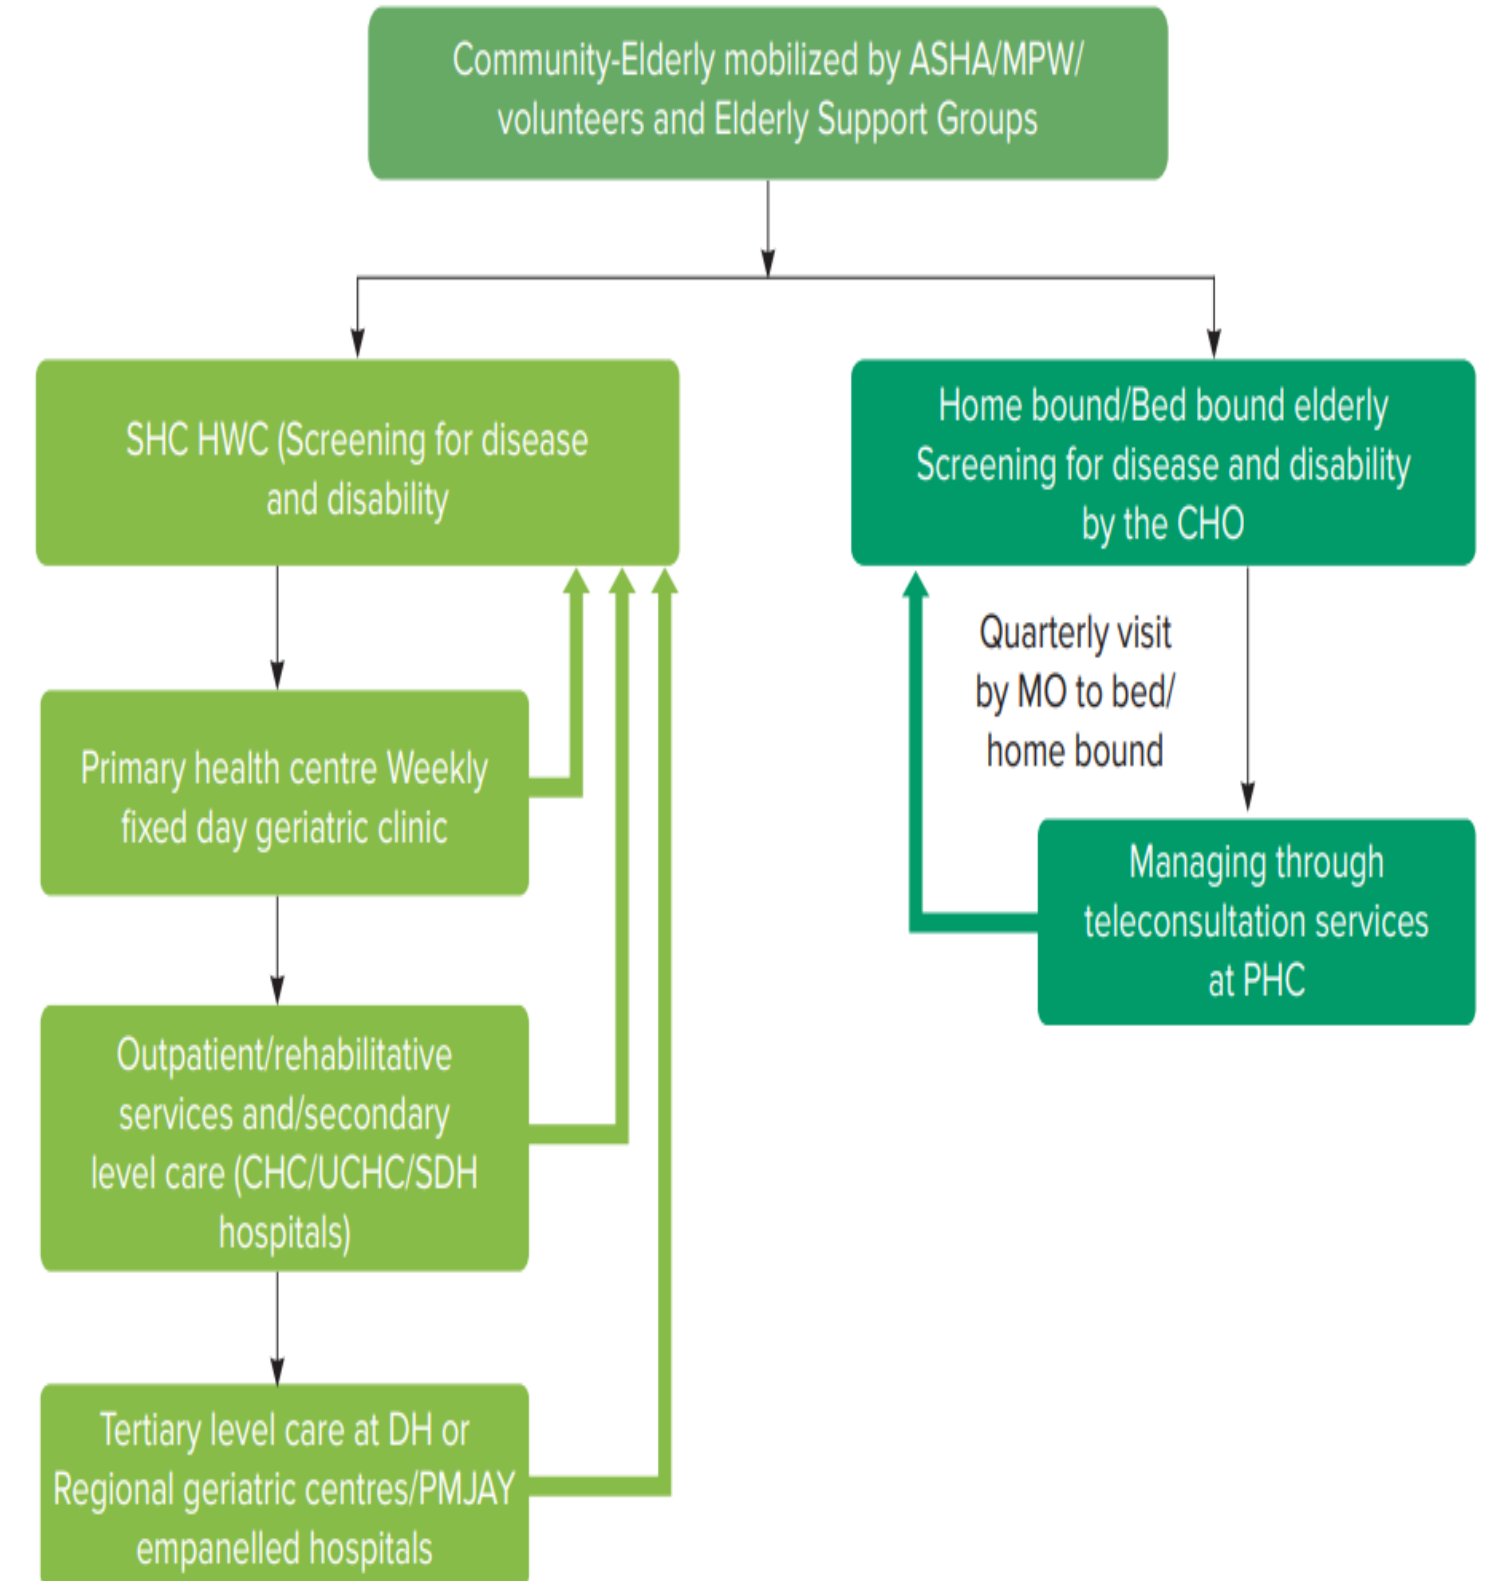 Community-Elderly mobilized by ASHA/MPW/
volunteers and Elderly Support Groups
SHC HWC (Screening for disease
and disability
Home bound/Bed bound elderly
Screening for disease and disability
by the CHO
Quarterly visit
by MO to bed/
home bound
Primary health centre Weekly
fixed day geriatric clinic
Managing through
teleconsultation services
at PHC
Outpatient/rehabilitative
services and/secondary
level care (CHC/UCHC/SDH
hospitals)
Tertiary level care at DH or
Regional geriatric centres/PMJAY
empanelled hospitals